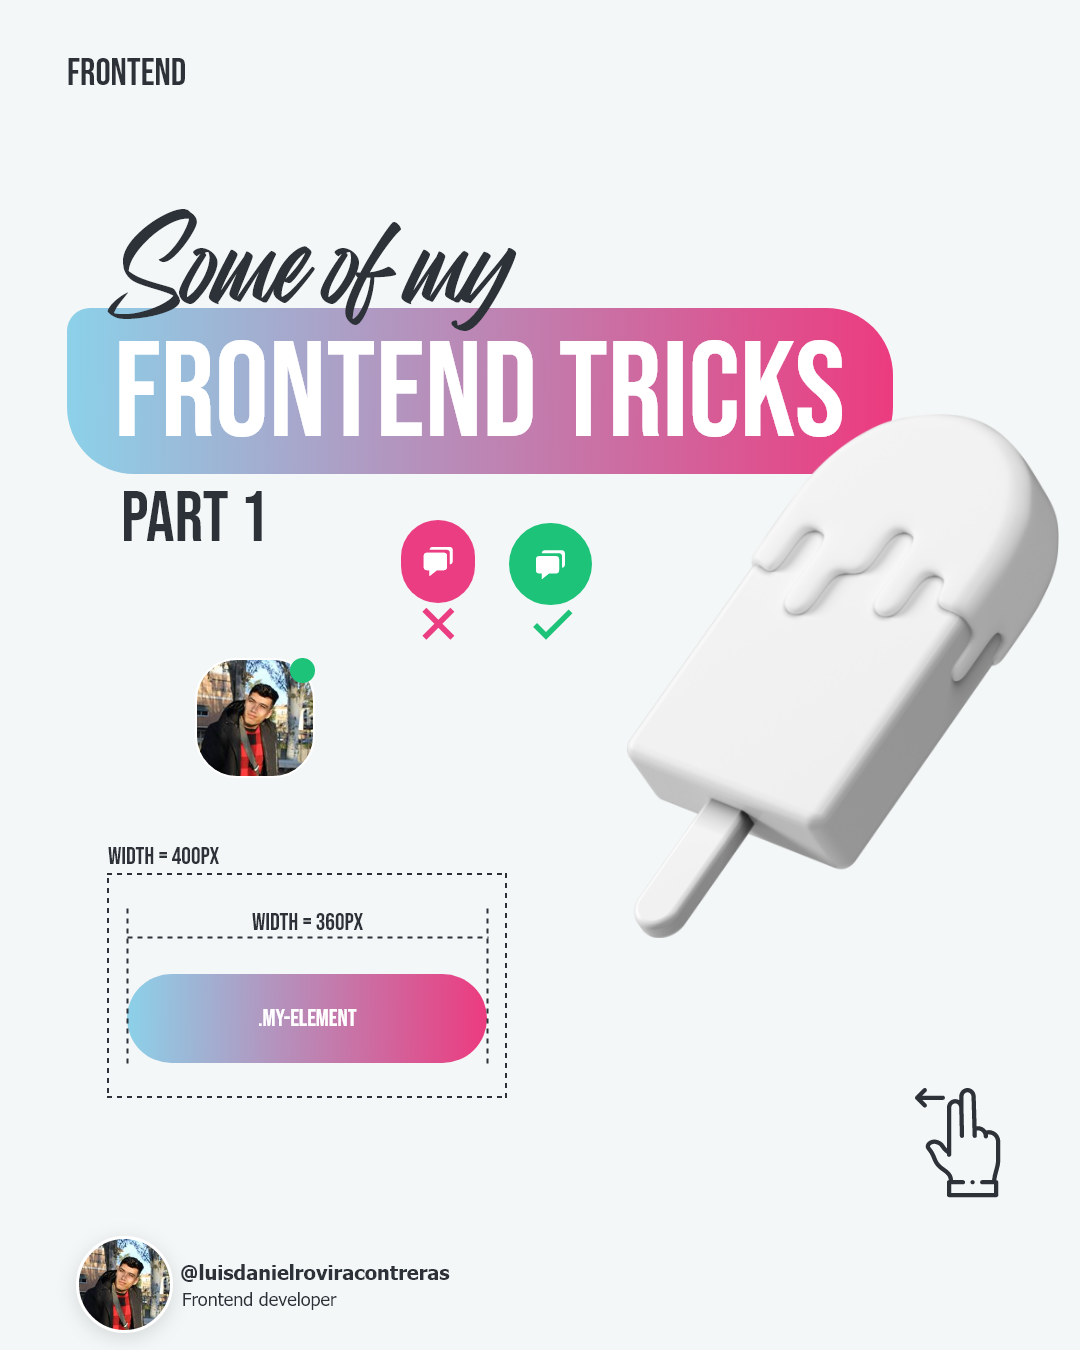 FRONTEND
Some of my
FRONTEND TRICKS
PART 1
WIDTH = 400PX
WIDTH = 360PX
.MY-ELEMENT
@luisdanielroviracontreras
Frontend developer